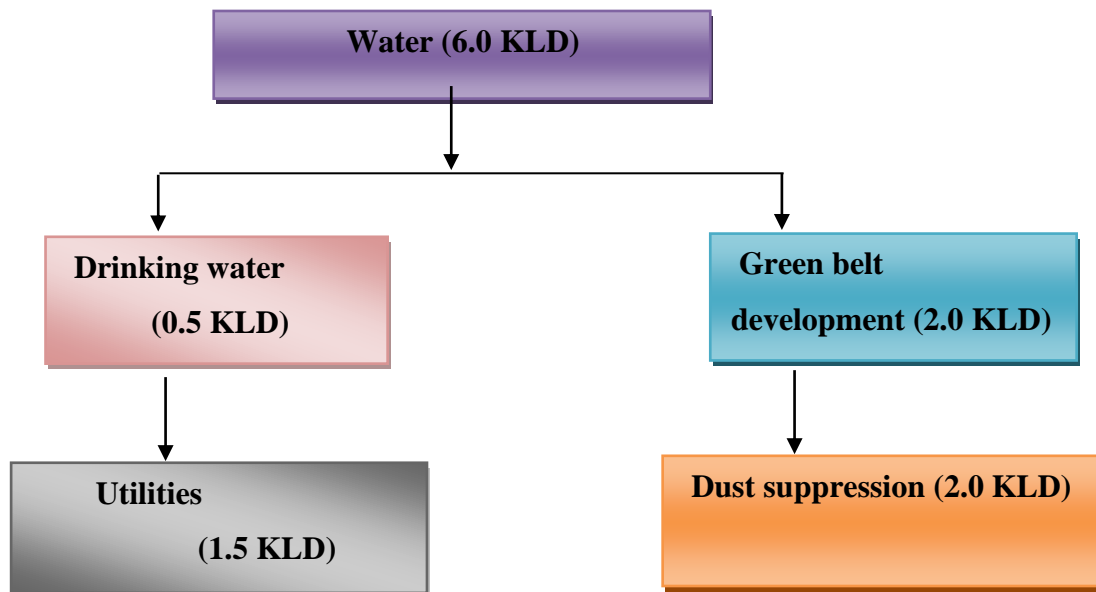 Water (6.0 KLD)
Drinking water
(0.5 KLD)
Green belt
development (2.0 KLD)
Utilities
(1.5 KLD)
Dust suppression (2.0 KLD)